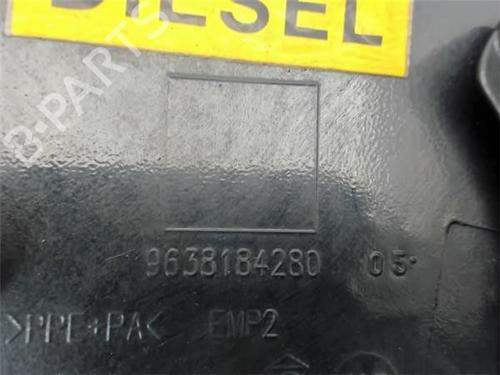 DIESEL
B-PARTS
9638184280 05
>PPE+PA< EMP2